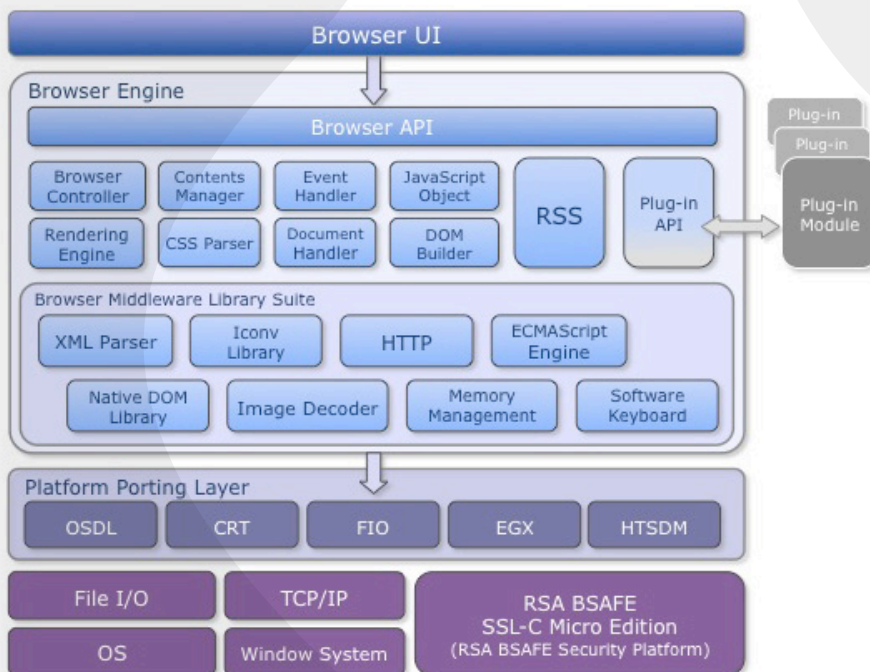 Browser UI
Browser Engine
Browser API
Plug-in
Plug-in
Plug-in
Module
Browser
Controller
Contents
Manager
Event
Handler
JavaScript
Object
RSS
Plug-in
API
Rendering
Engine
CSS Parser
Document
Handler
DOM
Builder
Browser Middleware Library Suite
XML Parser
Iconv
Library
HTTP
ECMAScript
Engine
Native DOM
Library
Image Decoder
Memory
Management
Software
Keyboard
Platform Porting Layer
OSDL
CRT
FIO
EGX
HTSDM
File I/O
TCP/IP
RSA BSAFE
SSL-C Micro Edition
(RSA BSAFE Security Platform)
OS
Window System